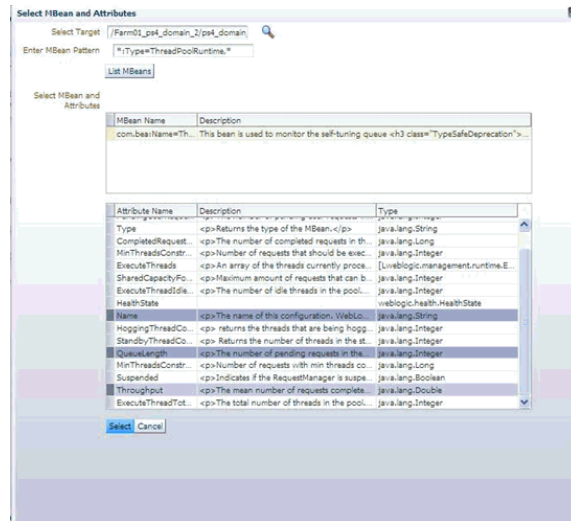 Select MBean and Attributes
Select Target /Farm01_ps4_domain_2/ps4_domain_
Enter MBean Pattern *:Type=ThreadPoolRuntime,*
List MBeans
Select MBean and
Attributes
MBean Name Description
com.bea:Name=Th... This bean is used to monitor the self-tuning queue <h3 class="TypeSafeDeprecation">...
Attribute Name Description Type
Type <p>Returns the type of the MBean.</p> java.lang.String
CompletedRequest... <p>The number of completed requests in th... java.lang.Long
MinThreadsConstr... <p>Number of requests that should be exec... java.lang.Integer
ExecuteThreads <p>An array of the threads currently proce... [Lweblogic.management.runtime.E...
SharedCapacityFo... <p>Maximum amount of requests that can b... java.lang.Integer
ExecuteThreadIdle... <p>The number of idle threads in the pool.... java.lang.Integer
HealthState weblogic.health.HealthState
Name <p>The name of this configuration. WebLo... java.lang.String
HoggingThreadCo... <p> returns the threads that are being hogg... java.lang.Integer
StandbyThreadCo... <p> Returns the number of threads in the st... java.lang.Integer
QueueLength <p>The number of pending requests in the... java.lang.Integer
MinThreadsConstr... <p>Number of requests with min threads co... java.lang.Long
Suspended <p>Indicates if the RequestManager is suspe... java.lang.Boolean
Throughput <p>The mean number of requests complete... java.lang.Double
ExecuteThreadTot... <p>The total number of threads in the pool.... java.lang.Integer
Select Cancel